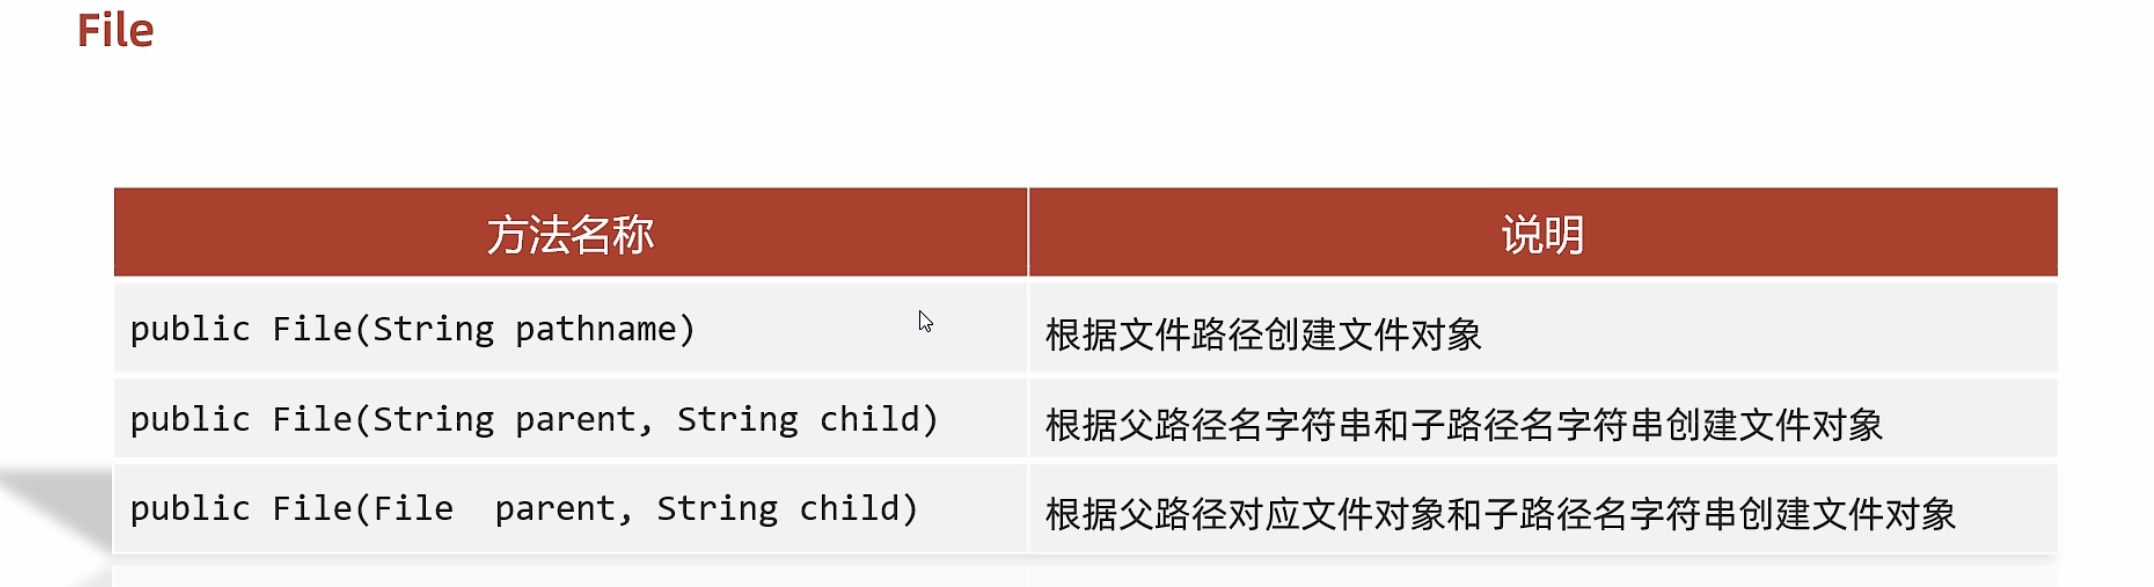 File
方法名称 说明
public File(String pathname) 根据文件路径创建文件对象
public File(String parent, String child) 根据父路径名字符串和子路径名字符串创建文件对象
public File(File  parent, String child) 根据父路径对应文件对象和子路径名字符串创建文件对象